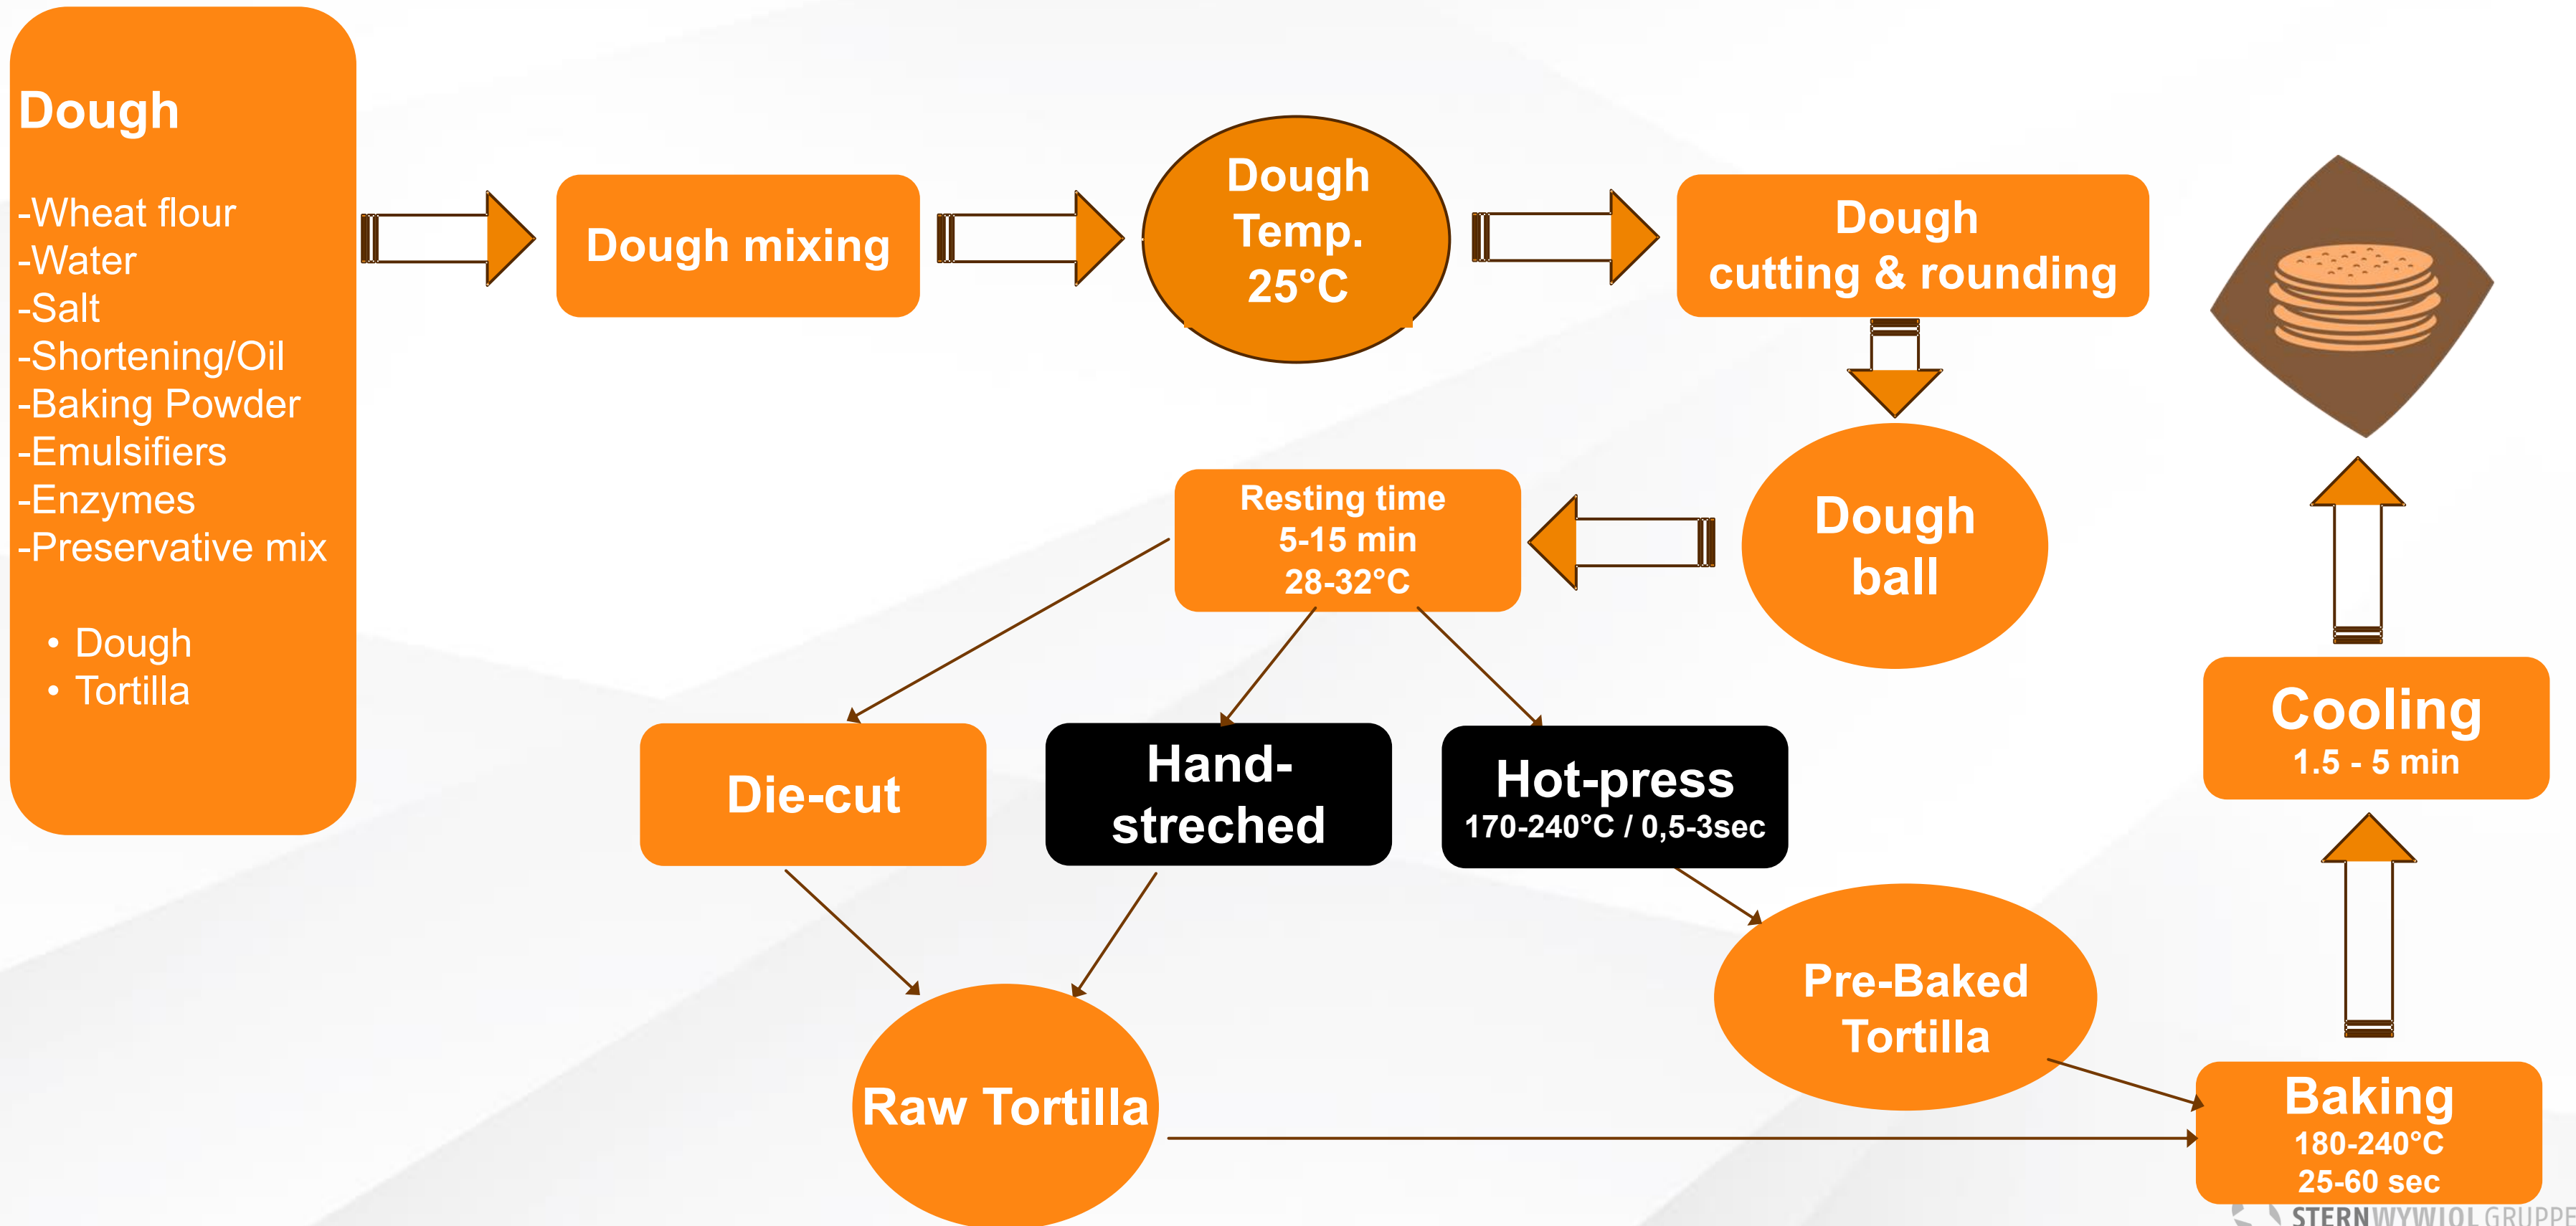 Dough
-Wheat flour
-Water
-Salt
-Shortening/Oil
-Baking Powder
-Emulsifiers
-Enzymes
-Preservative mix
• Dough
• Tortilla
Dough mixing
Dough
Temp.
25°C
Dough
cutting & rounding
Dough
ball
Resting time
5-15 min
28-32°C
Die-cut
Hand-
streched
Hot-press
170-240°C / 0,5-3sec
Raw Tortilla
Pre-Baked
Tortilla
Baking
180-240°C
25-60 sec
Cooling
1.5 - 5 min
STERNWYWIOL GRUPPE